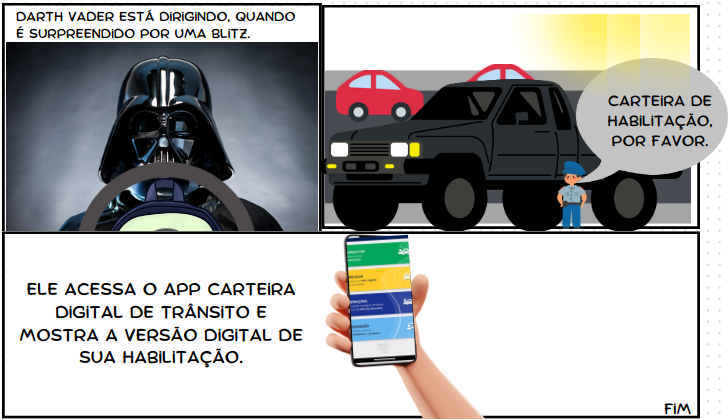 DARTH VADER ESTÁ DIRIGINDO, QUANDO
É SURPREENDIDO POR UMA BLITZ.
CARTEIRA DE
HABILITAÇÃO,
POR FAVOR.
ELE ACESSA O APP CARTEIRA
DIGITAL DE TRÂNSITO E
MOSTRA A VERSÃO DIGITAL DE
SUA HABILITAÇÃO.
FIM